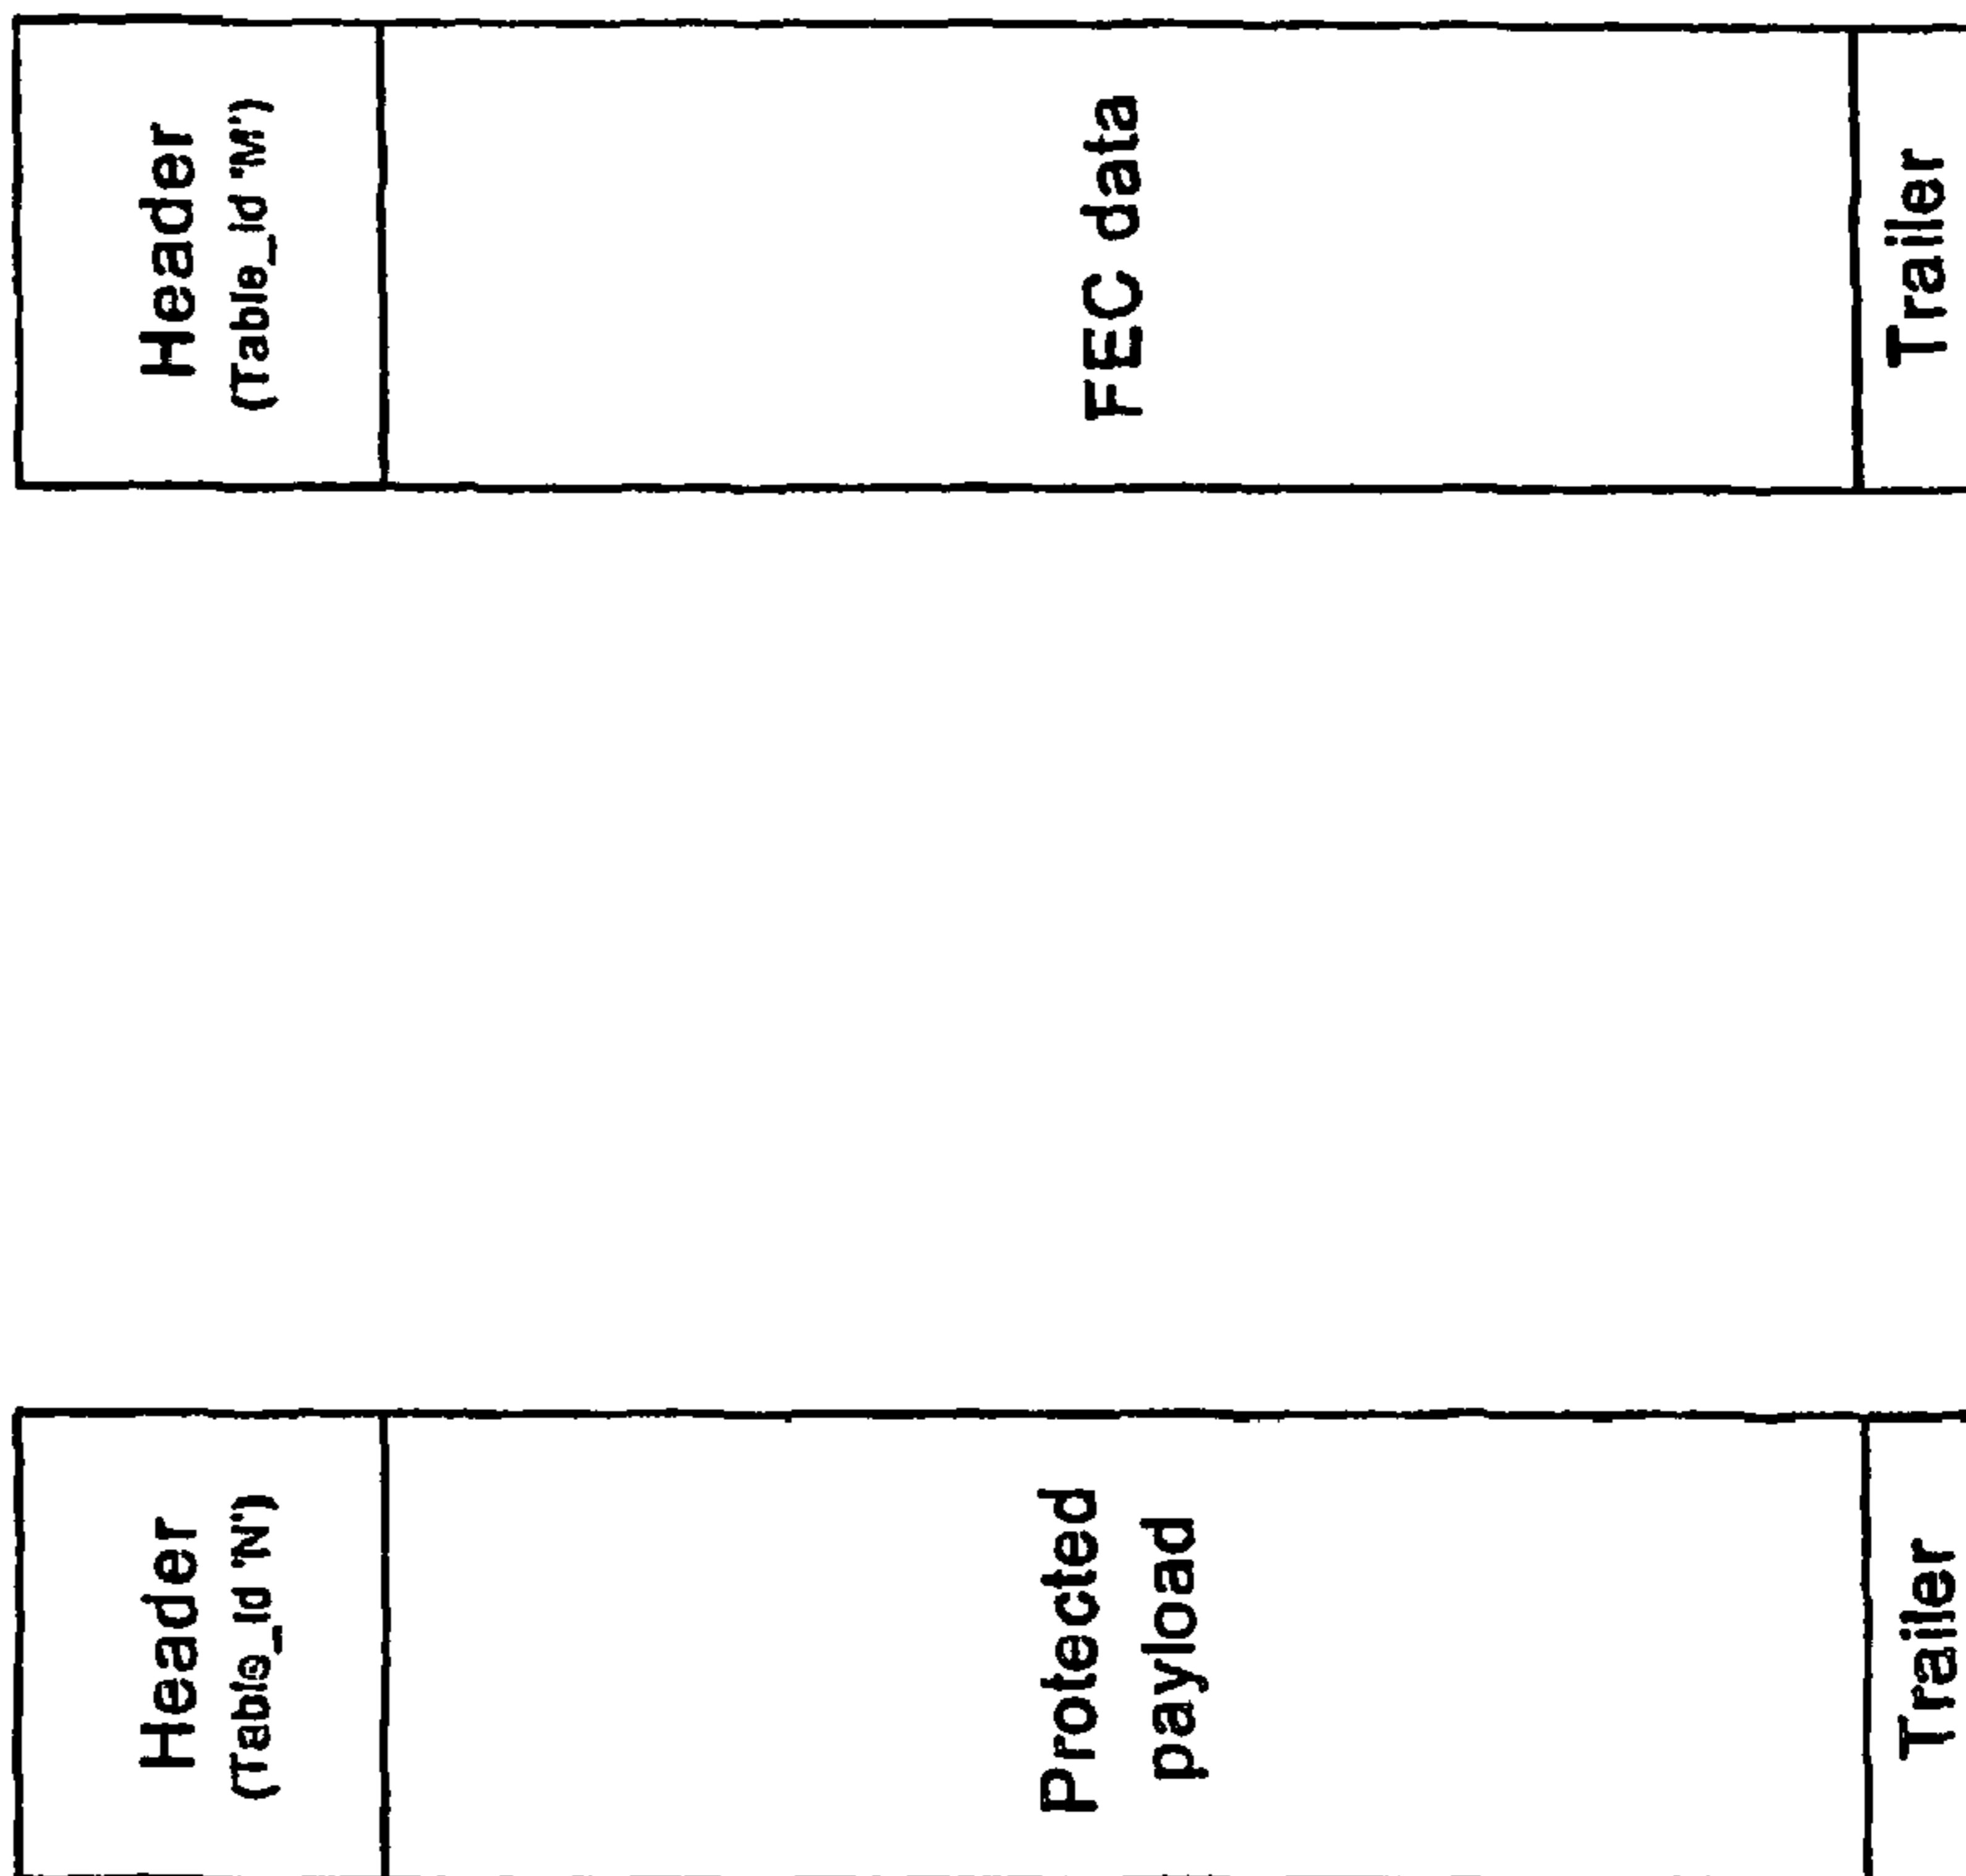 Header
(Table_Id 'N')
Protected
payload
Trailer
Header
(Table_Id 'M')
FEC data
Trailer